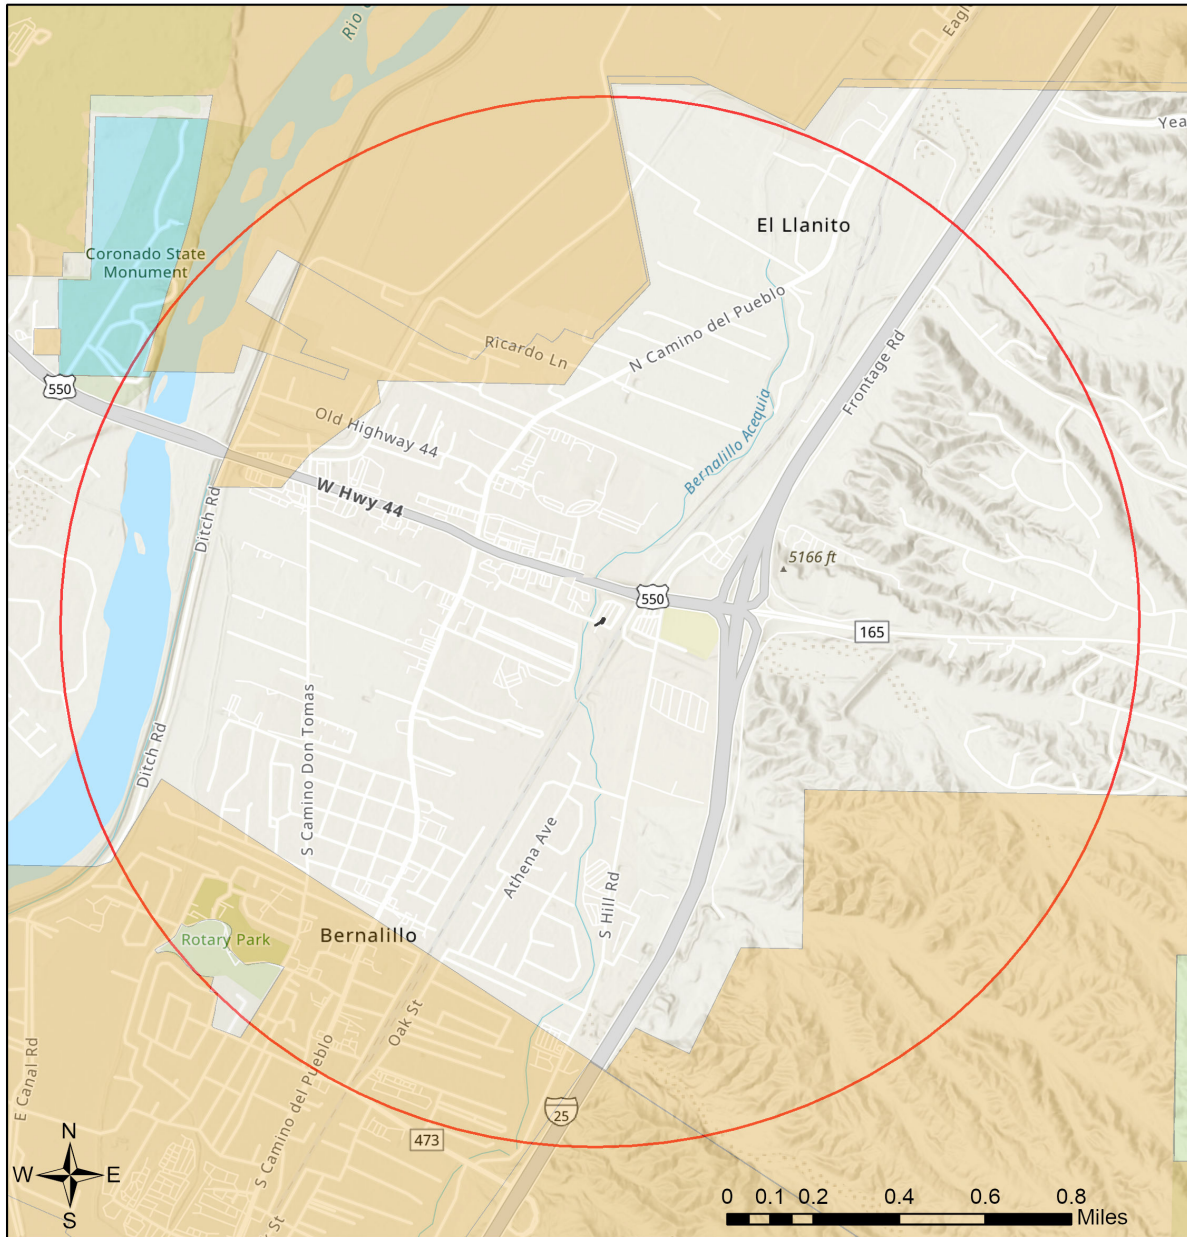 Rio
Eagl
Yea
El Llanito
Coronado State
Monument
N Camino del Pueblo
Ricardo Ln
Frontage Rd
550
Old Highway 44
Bernalillo Acequia
W Hwy 44
Ditch Rd
5166 ft
550
165
S Camino Don Tomas
Ditch Rd
Athena Ave
S Hill Rd
Rotary Park
Bernalillo
Oak St
E Canal Rd
S Camino del Pueblo
25
473
N
W E
S
St
0 0.1 0.2 0.4 0.6 0.8
Miles